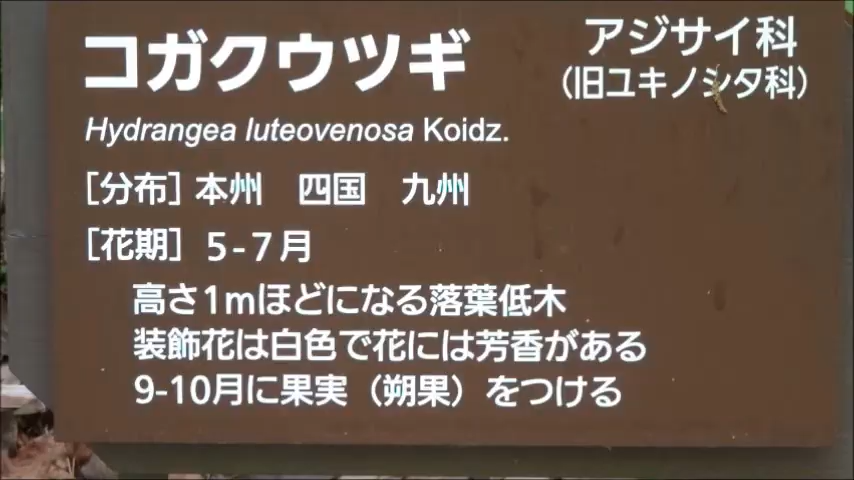 コガクウツギ
アジサイ科
（旧ユキノシタ科）
Hydrangea luteovenosa Koidz.
［分布］本州　四国　九州
［花期］5-7月
高さ1mほどになる落葉低木
装飾花は白色で花には芳香がある
9-10月に果実（朔果）をつける